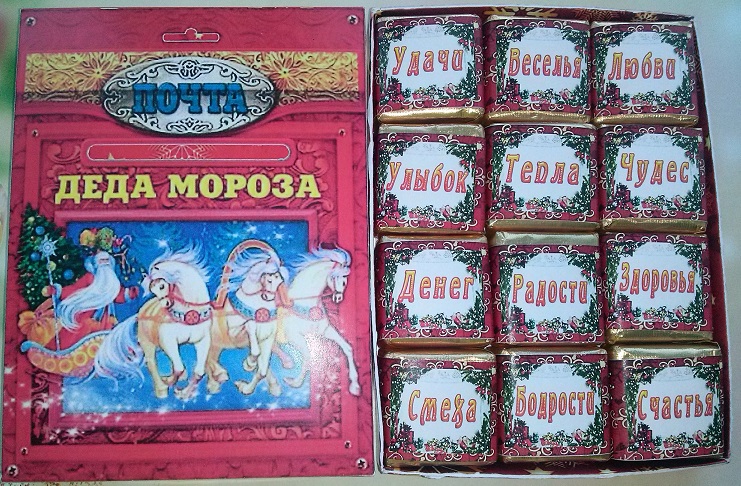 ПОЧТА
ДЕДА МОРОЗА
Удачи
Веселья
Любви
Улыбок
Тепла
Чудес
Денег
Радости
Здоровья
Смеха
Бодрости
Счастья